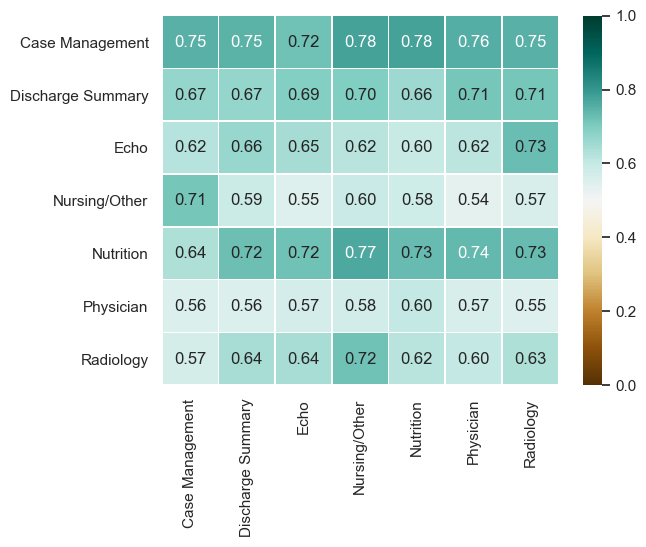 Case Management 0.75 0.75 0.72 0.78 0.78 0.76 0.75
Discharge Summary 0.67 0.67 0.69 0.70 0.66 0.71 0.71
Echo 0.62 0.66 0.65 0.62 0.60 0.62 0.73
Nursing/Other 0.71 0.59 0.55 0.60 0.58 0.54 0.57
Nutrition 0.64 0.72 0.72 0.77 0.73 0.74 0.73
Physician 0.56 0.56 0.57 0.58 0.60 0.57 0.55
Radiology 0.57 0.64 0.64 0.72 0.62 0.60 0.63
Case Management
Discharge Summary
Echo
Nursing/Other
Nutrition
Physician
Radiology
1.0
0.8
0.6
0.4
0.2
0.0